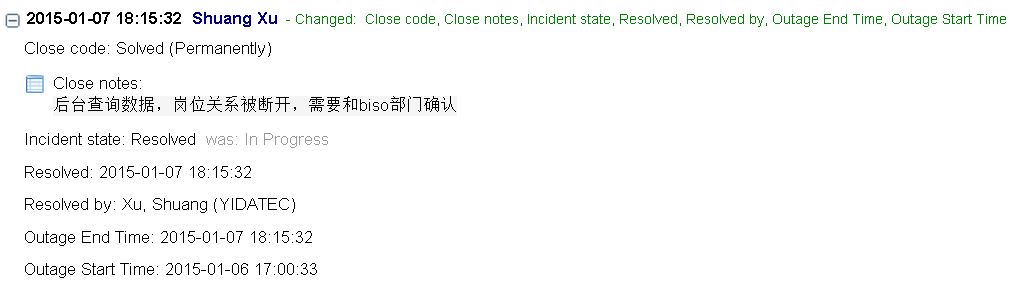 2015-01-07 18:15:32 Shuang Xu - Changed: Close code, Close notes, Incident state, Resolved, Resolved by, Outage End Time, Outage Start Time
Close code: Solved (Permanently)
Close notes:
后台查询数据，岗位关系被断开，需要和biso部门确认
Incident state: Resolved was: In Progress
Resolved: 2015-01-07 18:15:32
Resolved by: Xu, Shuang (YIDATEC)
Outage End Time: 2015-01-07 18:15:32
Outage Start Time: 2015-01-06 17:00:33